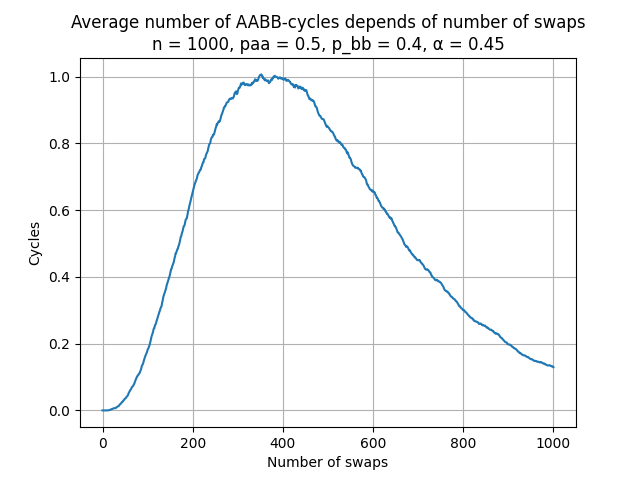 Average number of AABB-cycles depends of number of swaps
n = 1000, paa = 0.5, p_bb = 0.4, α = 0.45
1.0
0.8
0.6
0.4
0.2
0.0
Cycles
0 200 400 600 800 1000
Number of swaps